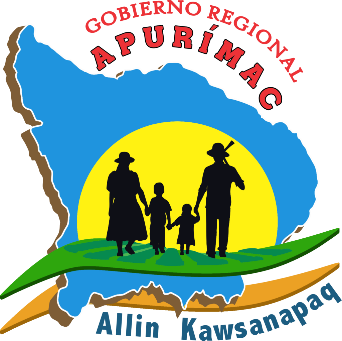 GOBIERNO REGIONAL
APURÍMAC
Allin Kawsanapaq